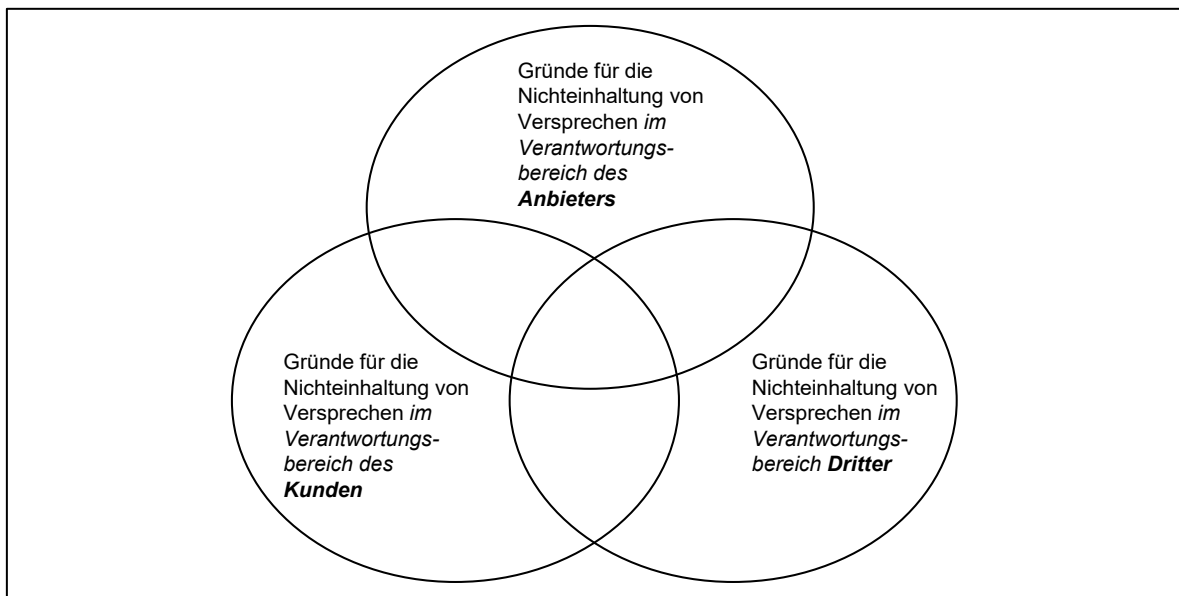 Gründe für die
Nichteinhaltung von
Versprechen im
Verantwortungs-
bereich des
Anbieters
Gründe für die
Nichteinhaltung von
Versprechen im
Verantwortungs-
bereich des
Kunden
Gründe für die
Nichteinhaltung von
Versprechen im
Verantwortungs-
bereich Dritter